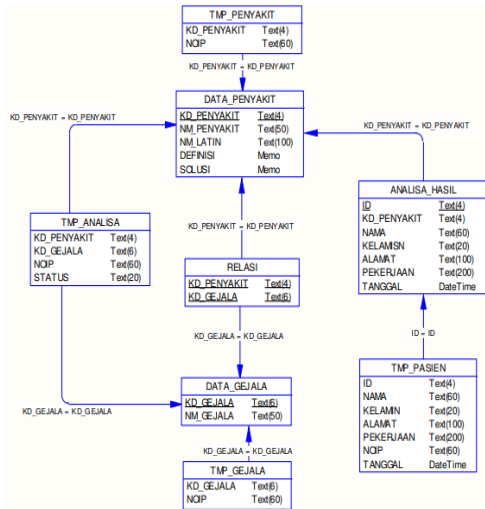 TMP_PENYAKIT
KD_PENYAKIT Text(4)
NOIP Text(60)
KD_PENYAKIT = KD_PENYAKIT
DATA_PENYAKIT
KD_PENYAKIT Text(4)
NM_PENYAKIT Text(50)
NM_LATIN Text(100)
DEFINISI Memo
SOLUSI Memo
KD_PENYAKIT = KD_PENYAKIT
KD_PENYAKIT = KD_PENYAKIT
ANALISA_HASIL
ID Text(4)
KD_PENYAKIT Text(4)
NAMA Text(60)
KELAMISN Text(20)
ALAMAT Text(100)
PEKERJAAN Text(200)
TANGGAL DateTime
TMP_ANALISA
KD_PENYAKIT Text(4)
KD_GEJALA Text(6)
NOIP Text(60)
STATUS Text(20)
KD_PENYAKIT = KD_PENYAKIT
RELASI
KD_PENYAKIT Text(4)
KD_GEJALA Text(6)
KD_GEJALA = KD_GEJALA
ID = ID
TMP_PASIEN
ID Text(4)
NAMA Text(60)
KELAMIN Text(20)
ALAMAT Text(100)
PEKERJAAN Text(200)
NOIP Text(60)
TANGGAL DateTime
DATA_GEJALA
KD_GEJALA Text(6)
NM_GEJALA Text(50)
KD_GEJALA = KD_GEJALA
KD_GEJALA = KD_GEJALA
TMP_GEJALA
KD_GEJALA Text(6)
NOIP Text(60)